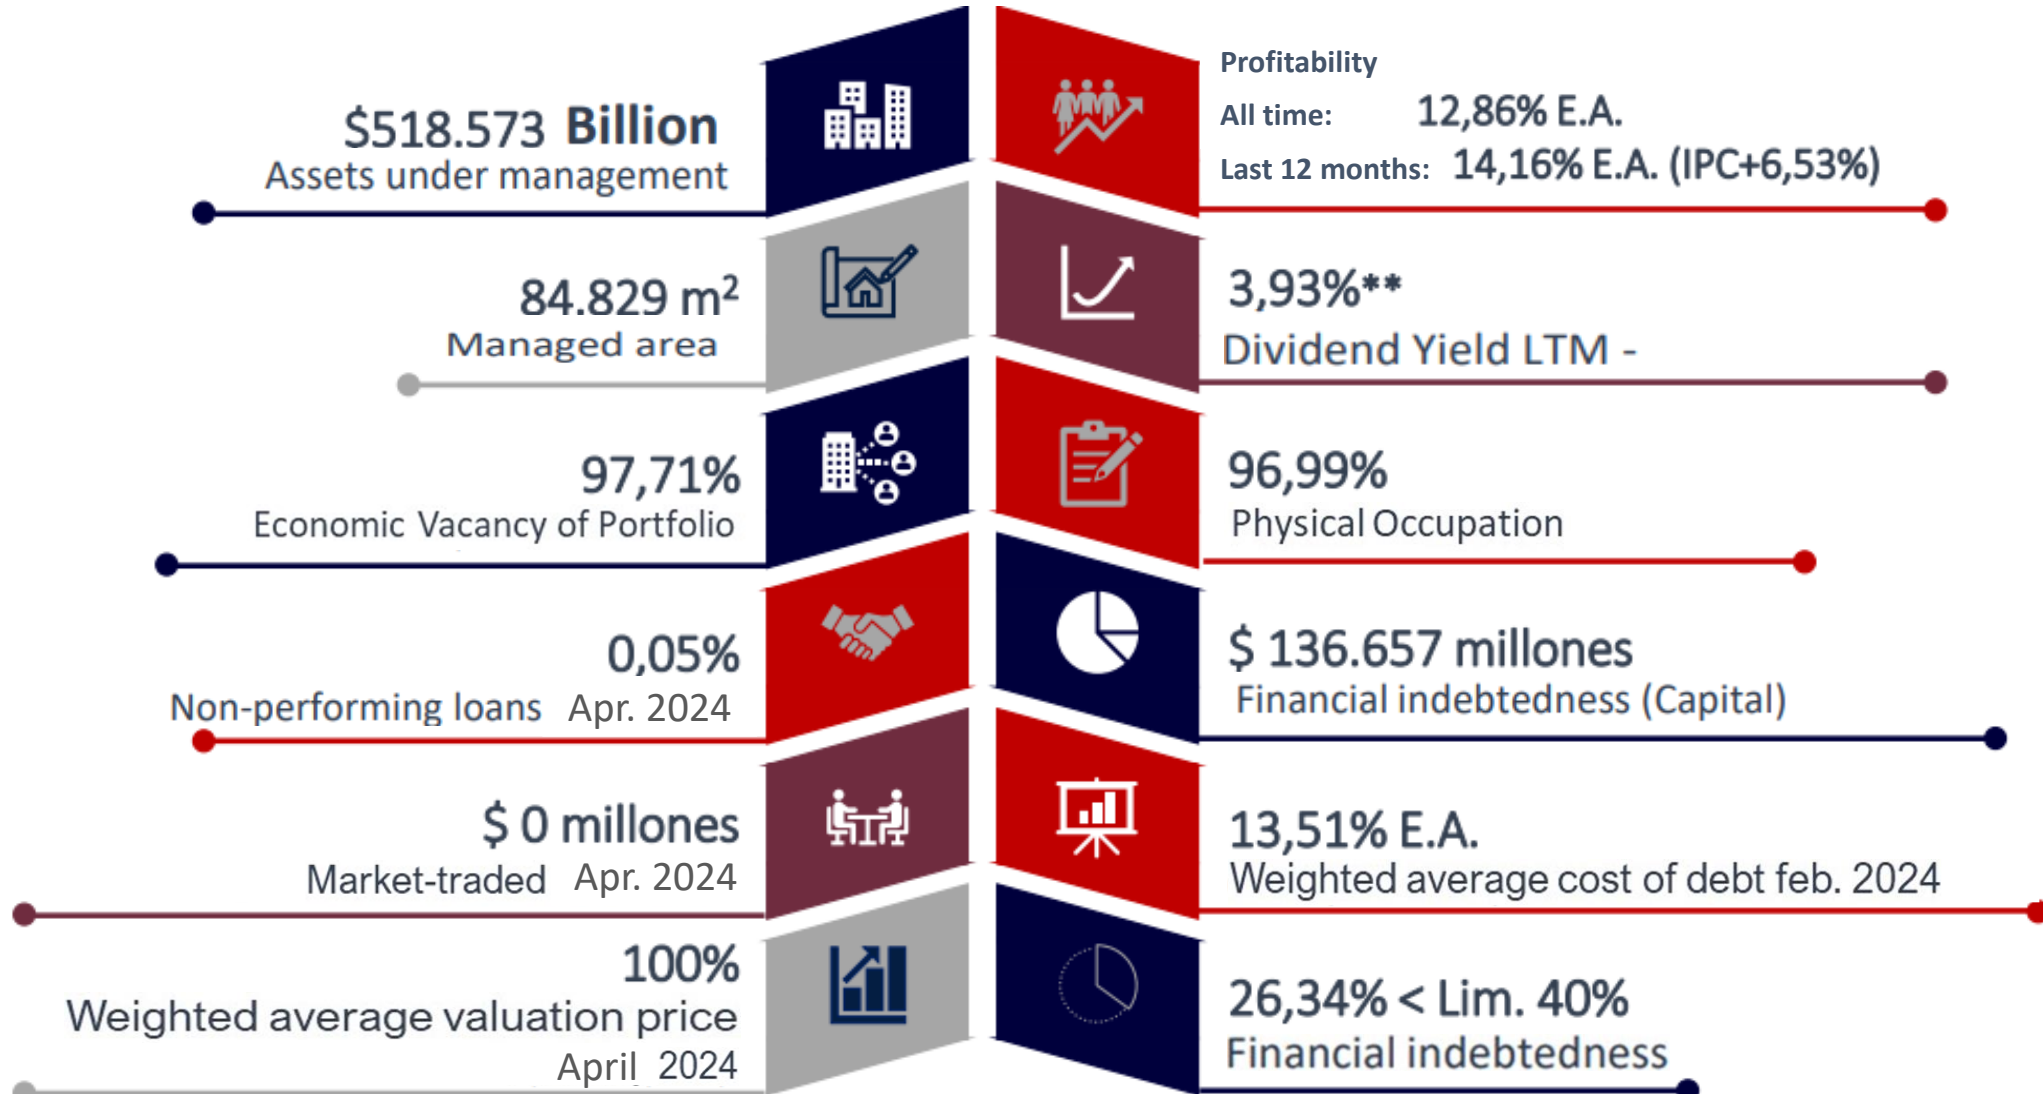 $518.573 Billion
Assets under management
84.829 m²
Managed area
97,71%
Economic Vacancy of Portfolio
0,05%
Non-performing loans Apr. 2024
$ 0 millones
Market-traded Apr. 2024
100%
Weighted average valuation price
April 2024
Profitability
All time: 12,86% E.A.
Last 12 months: 14,16% E.A. (IPC+6,53%)
3,93%**
Dividend Yield LTM -
96,99%
Physical Occupation
$ 136.657 millones
Financial indebtedness (Capital)
13,51% E.A.
Weighted average cost of debt feb. 2024
26,34% < Lim. 40%
Financial indebtedness